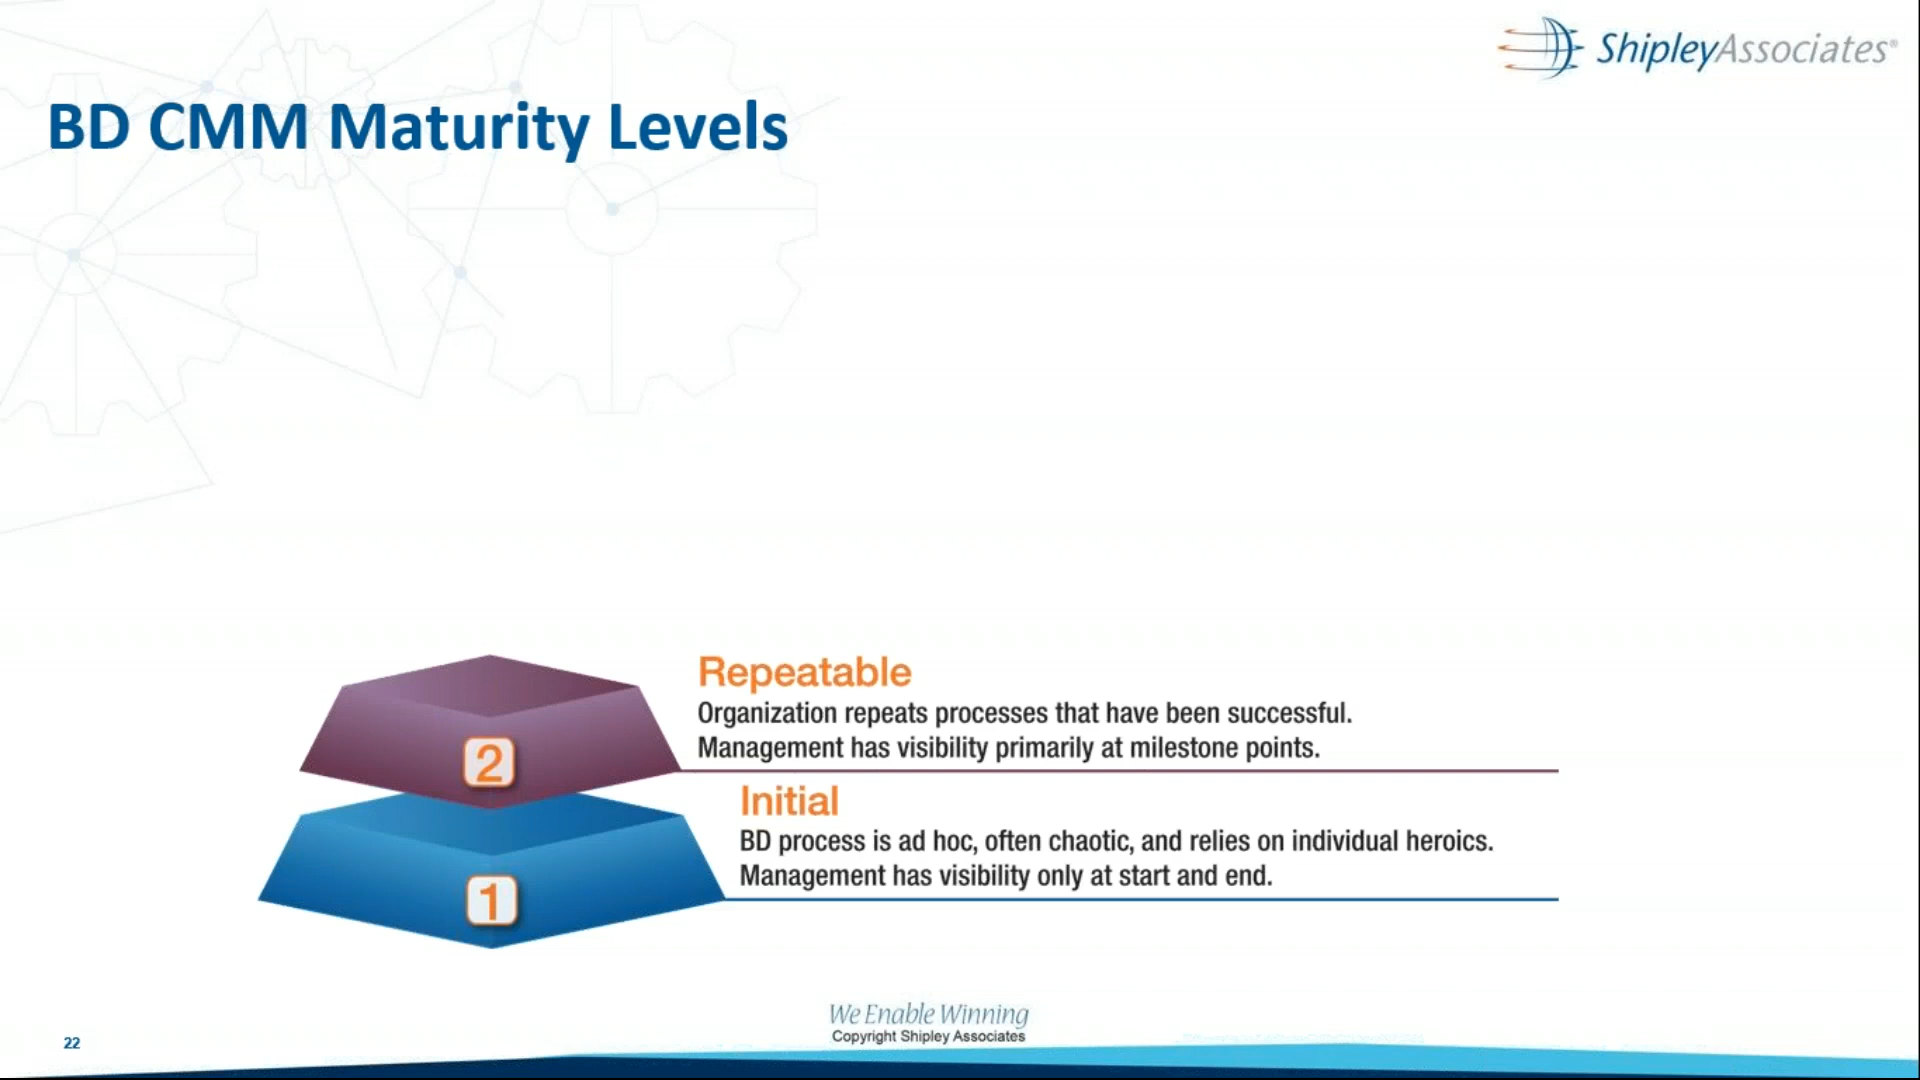 ShipleyAssociates®
BD CMM Maturity Levels
2
Repeatable
Organization repeats processes that have been successful.
Management has visibility primarily at milestone points.
1
Initial
BD process is ad hoc, often chaotic, and relies on individual heroics.
Management has visibility only at start and end.
We Enable Winning
Copyright Shipley Associates
22